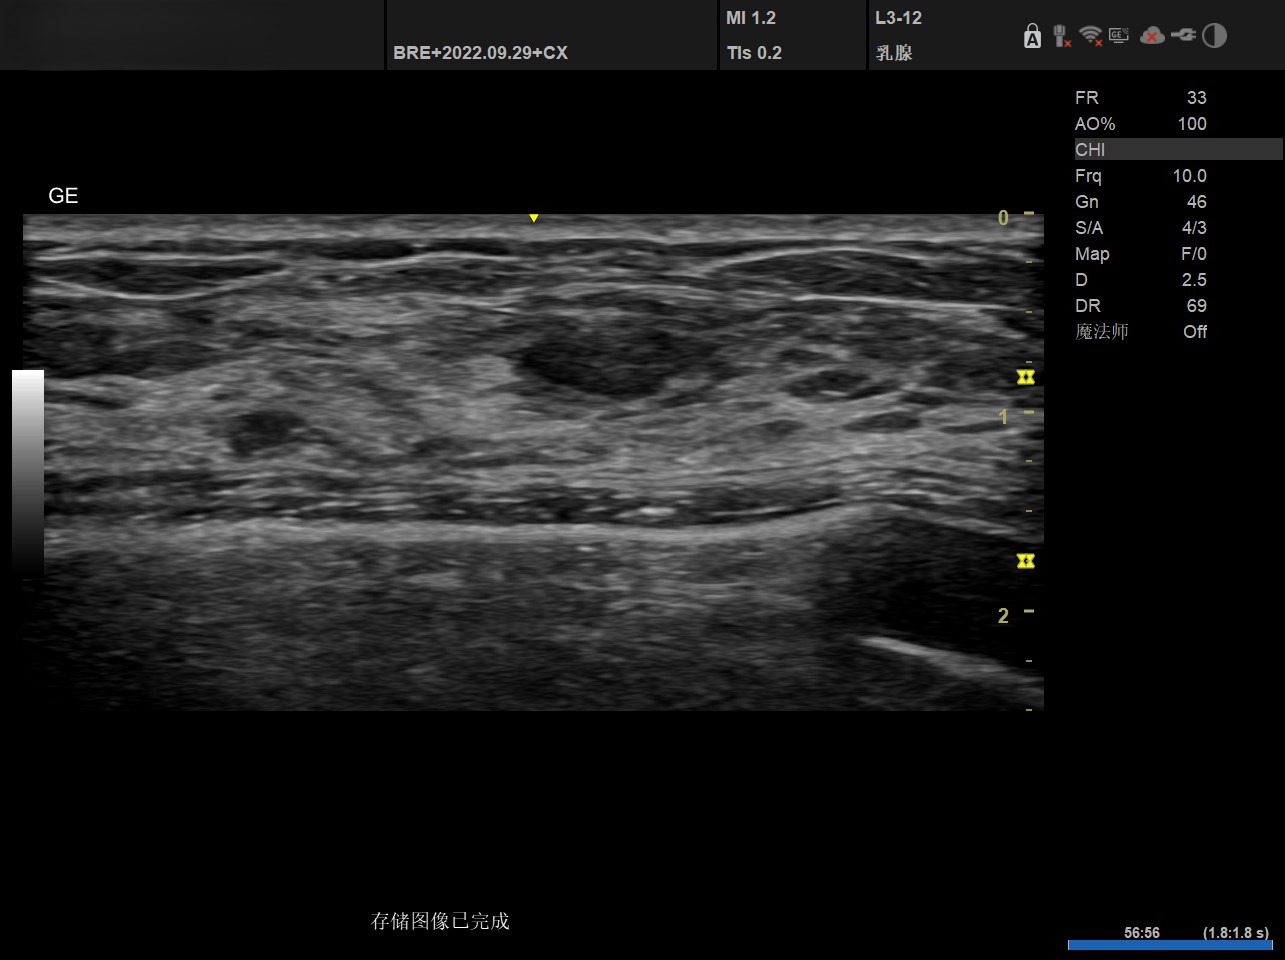 MI 1.2
L3-12
BRE+2022.09.29+CX
TIs 0.2
乳腺
FR 33
AO% 100
CHI
Frq 10.0
Gn 46
S/A 4/3
Map F/0
D 2.5
DR 69
魔法师 Off
GE
0
1
2
存储图像已完成
56:56 (1.8:1.8 s)